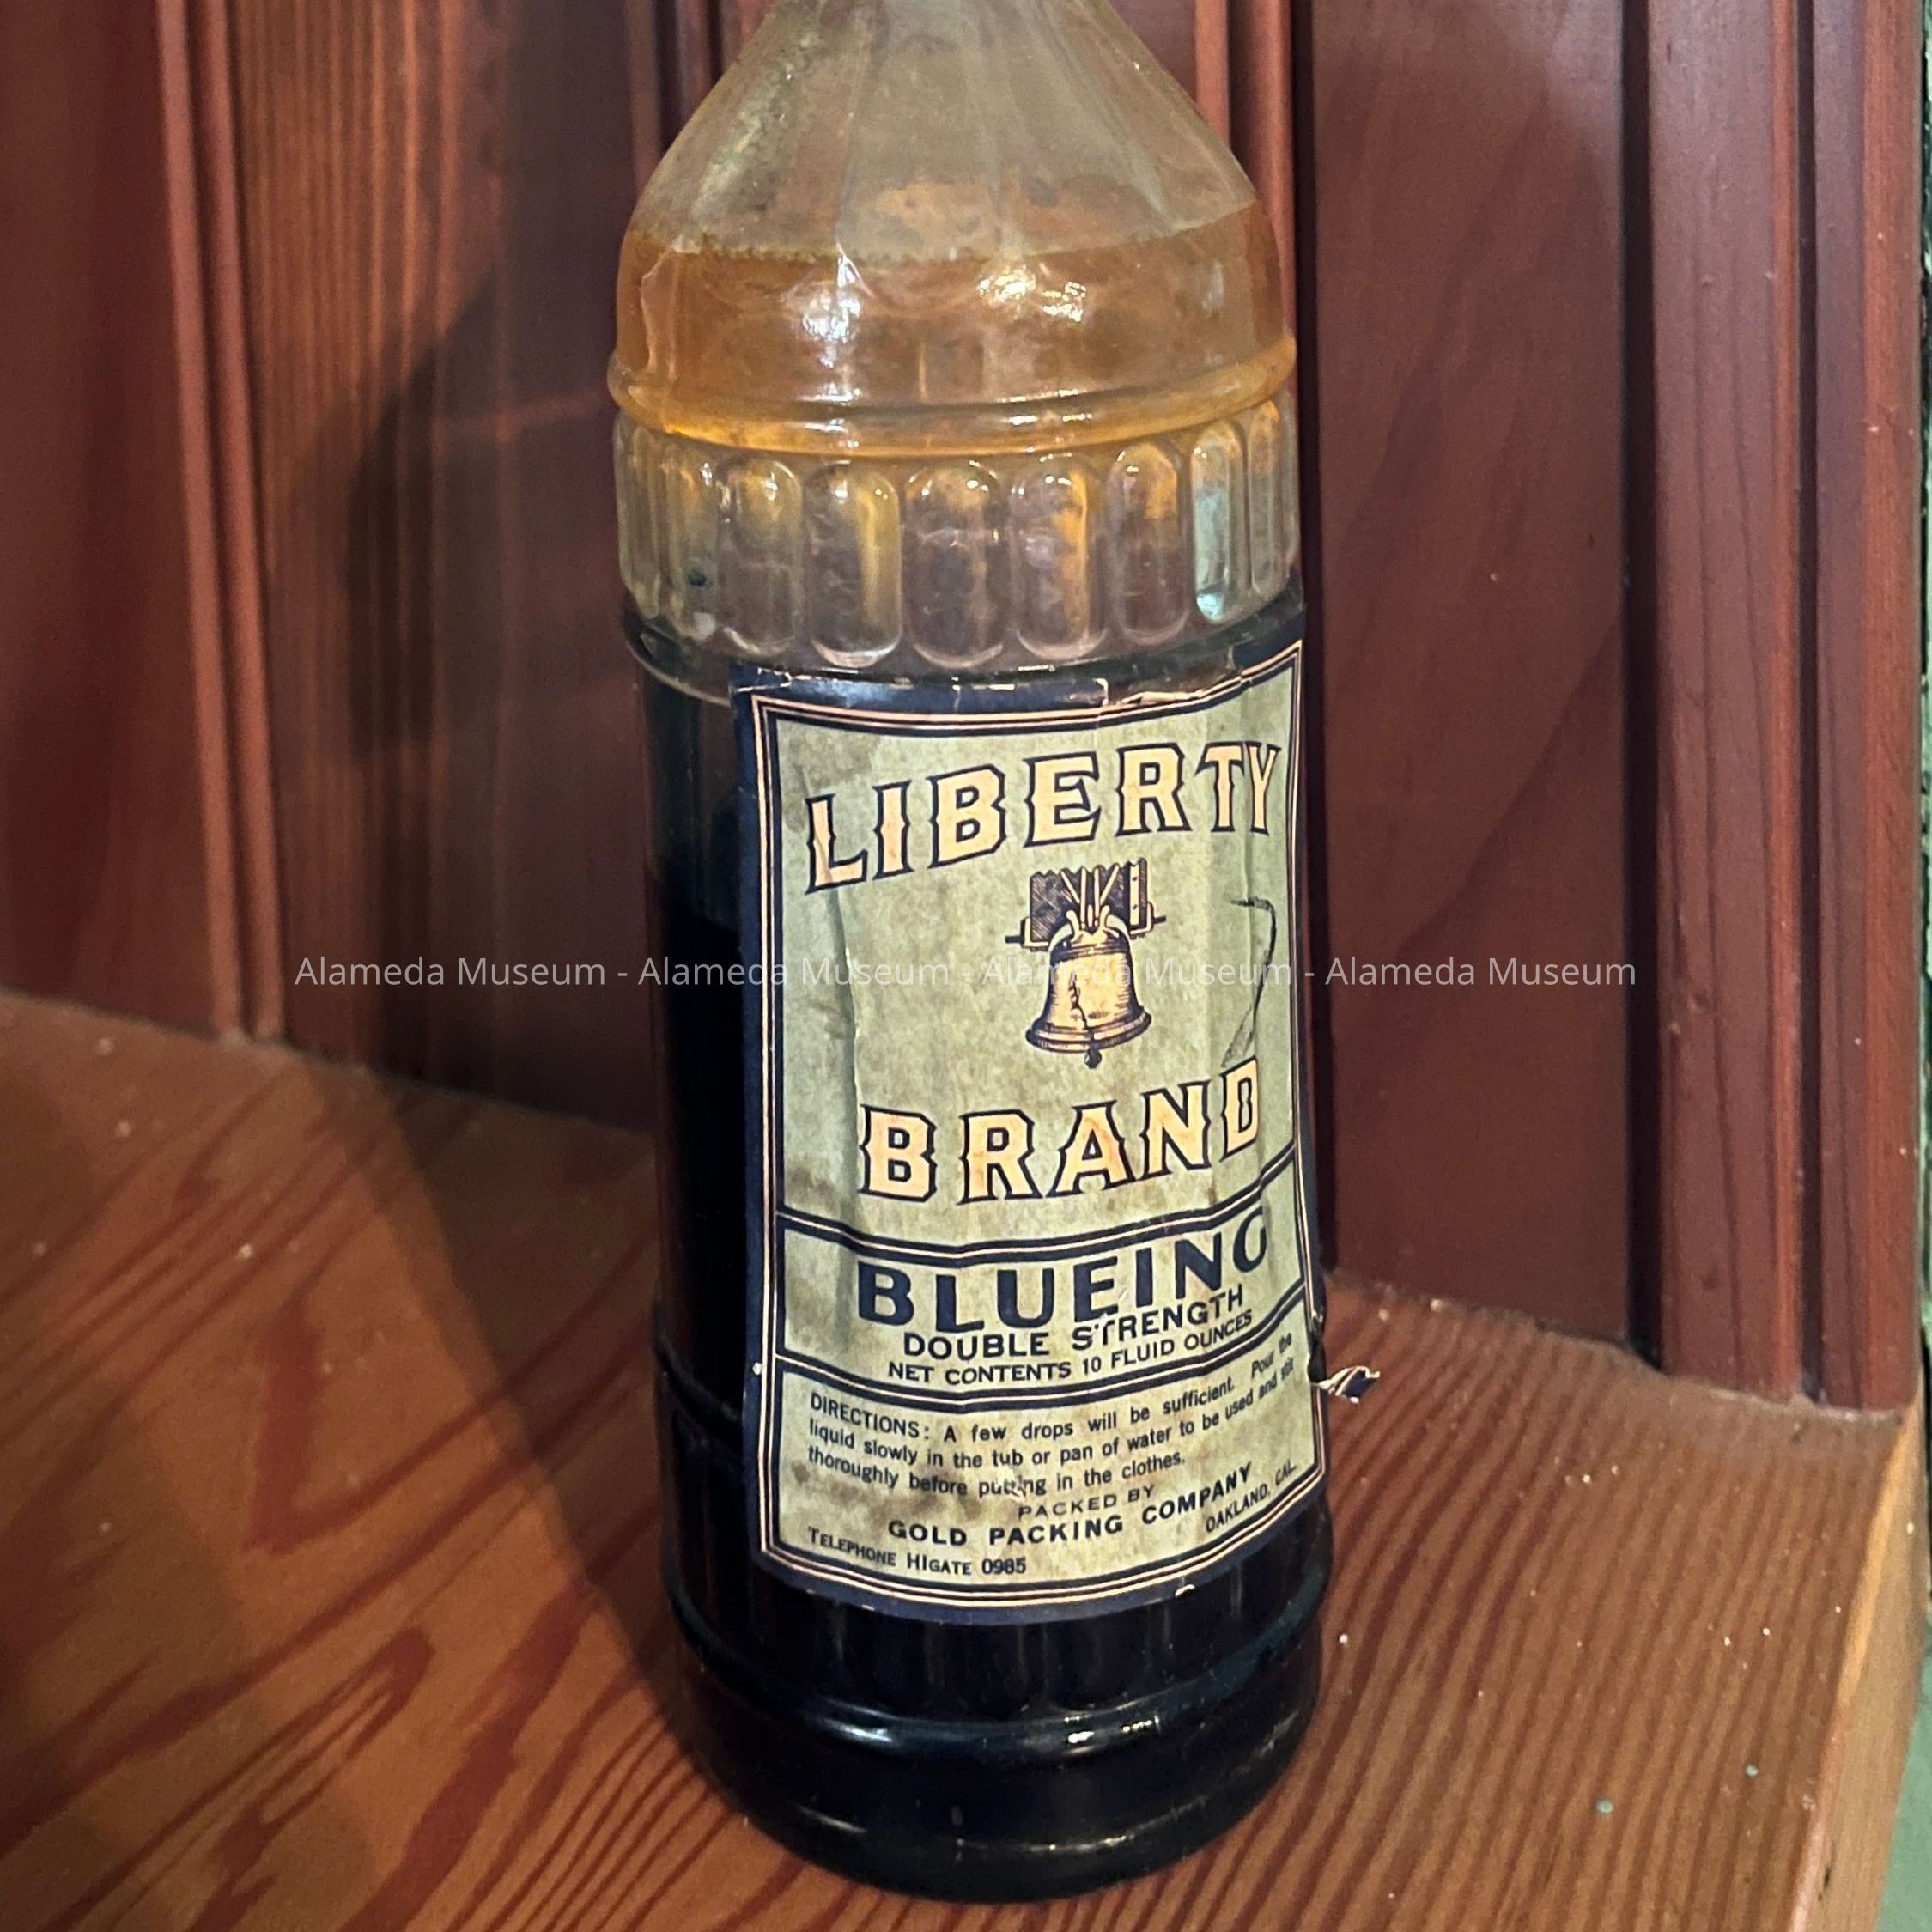 LIBERTY
BRAND
BLUEING
DOUBLE STRENGTH
NET CONTENTS 10 FLUID OUNCES
DIRECTIONS: A few drops will be sufficient. Pour the
liquid slowly in the tub or pan of water to be used and stir
thoroughly before putting in the clothes.
PACKED BY
GOLD PACKING COMPANY
TELEPHONE HIGATE 0985
OAKLAND, CAL.
Alameda Museum - Alameda Museum - Alameda Museum - Alameda Museum